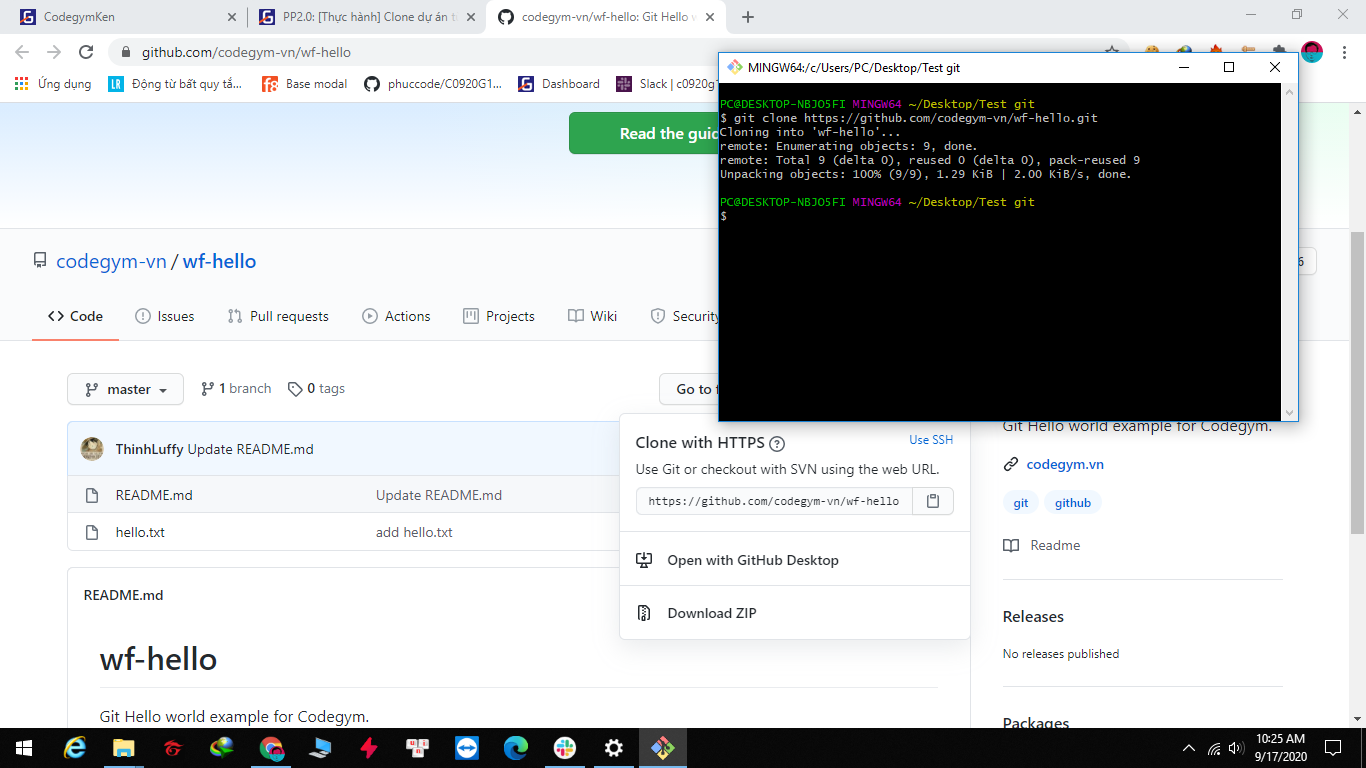 CodegymKen
PP2.0: [Thực hành] Clone dự án t
codegym-vn/wf-hello: Git Hello w
github.com/codegym-vn/wf-hello
Ứng dụng
Động từ bất quy tắ...
Base modal
phuccode/C0920G1...
Dashboard
Slack | c0920g1
MINGW64:/c/Users/PC/Desktop/Test git
PC@DESKTOP-NBJO5FI MINGW64 ~/Desktop/Test git
$ git clone https://github.com/codegym-vn/wf-hello.git
Cloning into 'wf-hello'...
remote: Enumerating objects: 9, done.
remote: Total 9 (delta 0), reused 0 (delta 0), pack-reused 9
Unpacking objects: 100% (9/9), 1.29 KiB | 2.00 KiB/s, done.
PC@DESKTOP-NBJO5FI MINGW64 ~/Desktop/Test git
$
Read the guid
codegym-vn / wf-hello
6
Code
Issues
Pull requests
Actions
Projects
Wiki
Security
master
1 branch
0 tags
Go to f
ThinhLuffy Update README.md
README.md Update README.md
hello.txt add hello.txt
Clone with HTTPS
Use SSH
Use Git or checkout with SVN using the web URL.
https://github.com/codegym-vn/wf-hello
Open with GitHub Desktop
Download ZIP
Git Hello world example for Codegym.
codegym.vn
git
github
Readme
Releases
No releases published
Packages
README.md
wf-hello
Git Hello world example for Codegym.
10:25 AM
9/17/2020